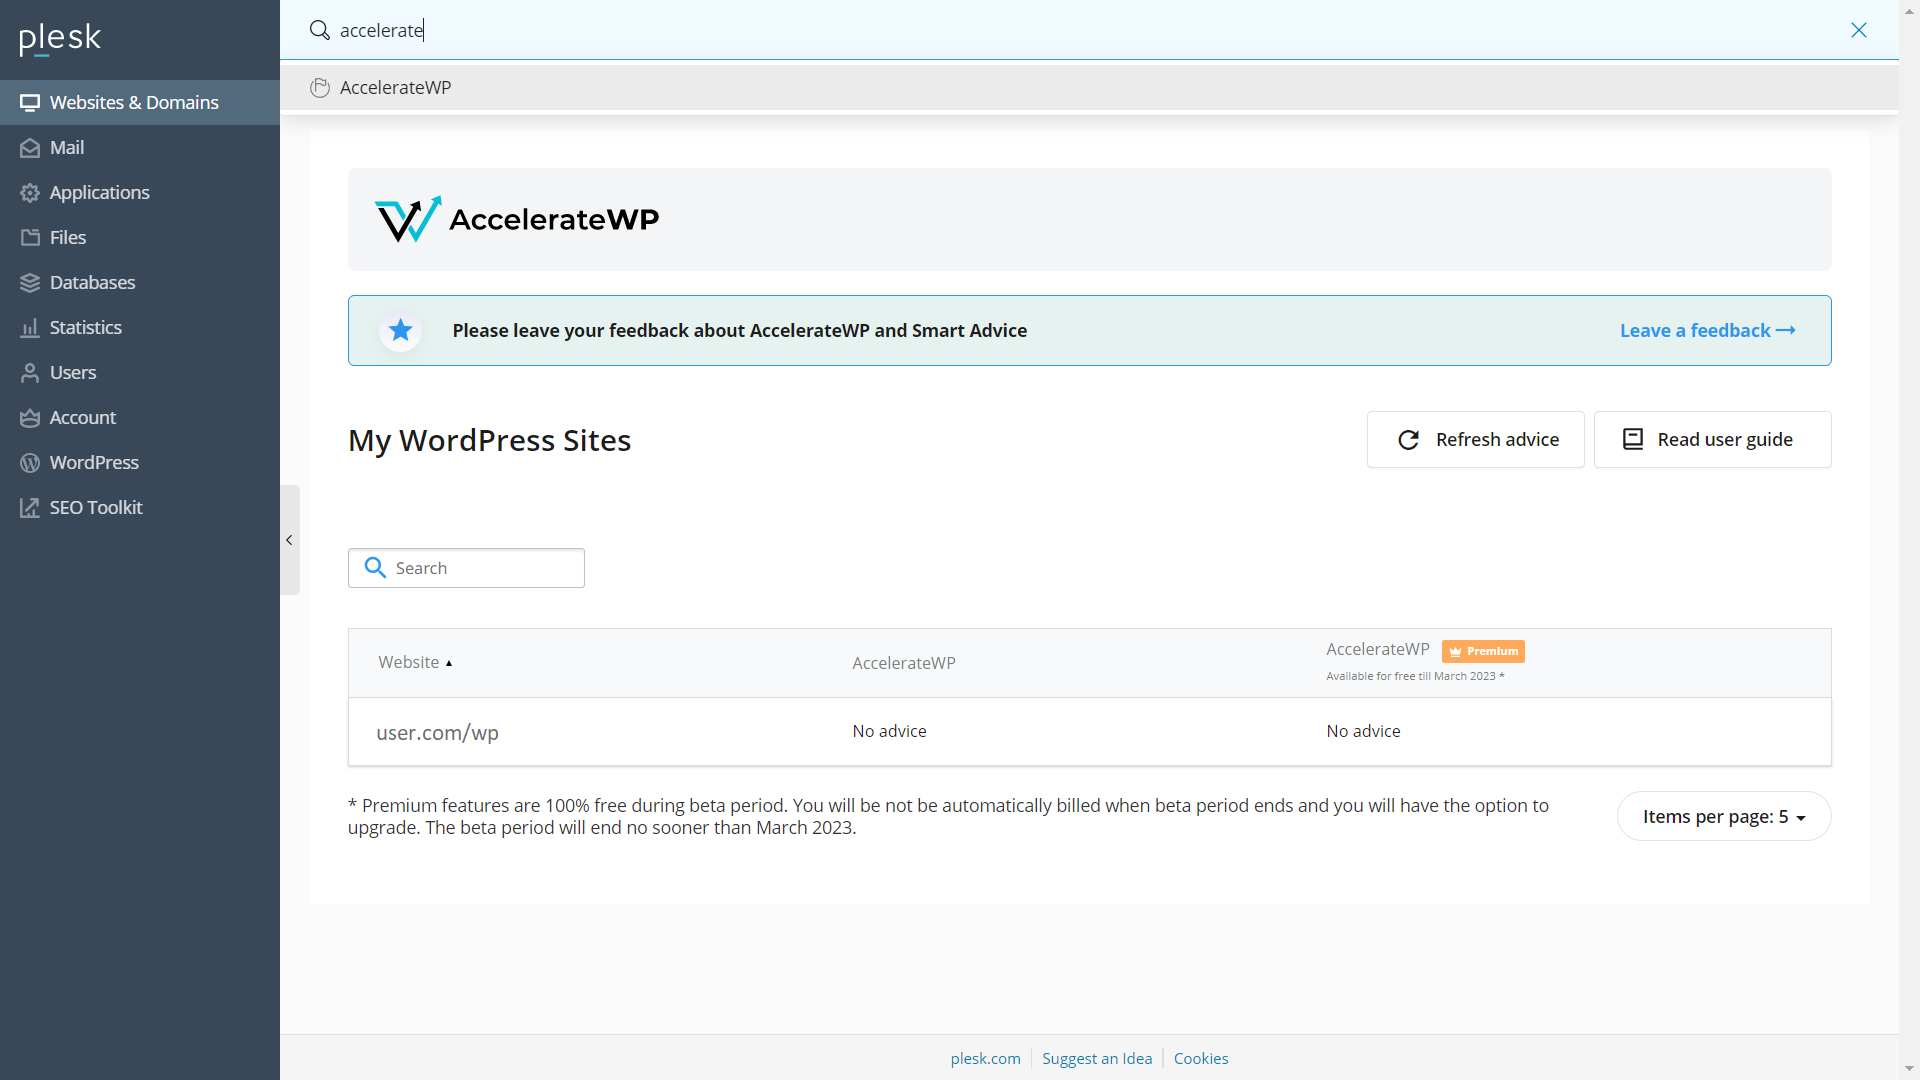 plesk
accelerate
AccelerateWP
Websites & Domains
Mail
Applications
Files
Databases
Statistics
Users
Account
WordPress
SEO Toolkit
AccelerateWP
Please leave your feedback about AccelerateWP and Smart Advice
Leave a feedback →
My WordPress Sites
Refresh advice
Read user guide
Search
Website ▲
AccelerateWP
AccelerateWP Premium
Available for free till March 2023 *
user.com/wp
No advice
No advice
* Premium features are 100% free during beta period. You will be not be automatically billed when beta period ends and you will have the option to
upgrade. The beta period will end no sooner than March 2023.
Items per page: 5
plesk.com
Suggest an Idea
Cookies